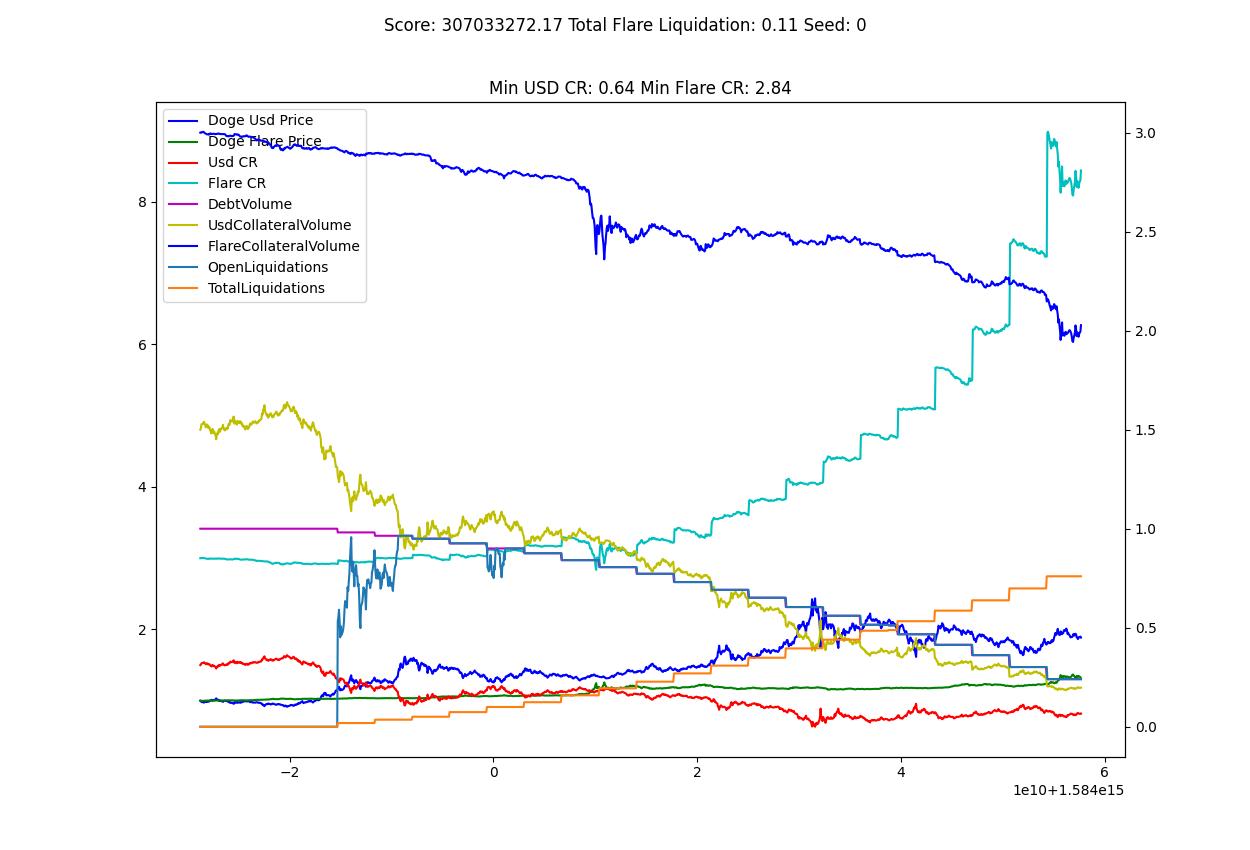 Score: 307033272.17 Total Flare Liquidation: 0.11 Seed: 0
Min USD CR: 0.64 Min Flare CR: 2.84
Doge Usd Price
Doge Flare Price
Usd CR
Flare CR
DebtVolume
UsdCollateralVolume
FlareCollateralVolume
OpenLiquidations
TotalLiquidations
8
6
4
2
3.0
2.5
2.0
1.5
1.0
0.5
0.0
−2
0
2
4
6
1e10+1.584e15